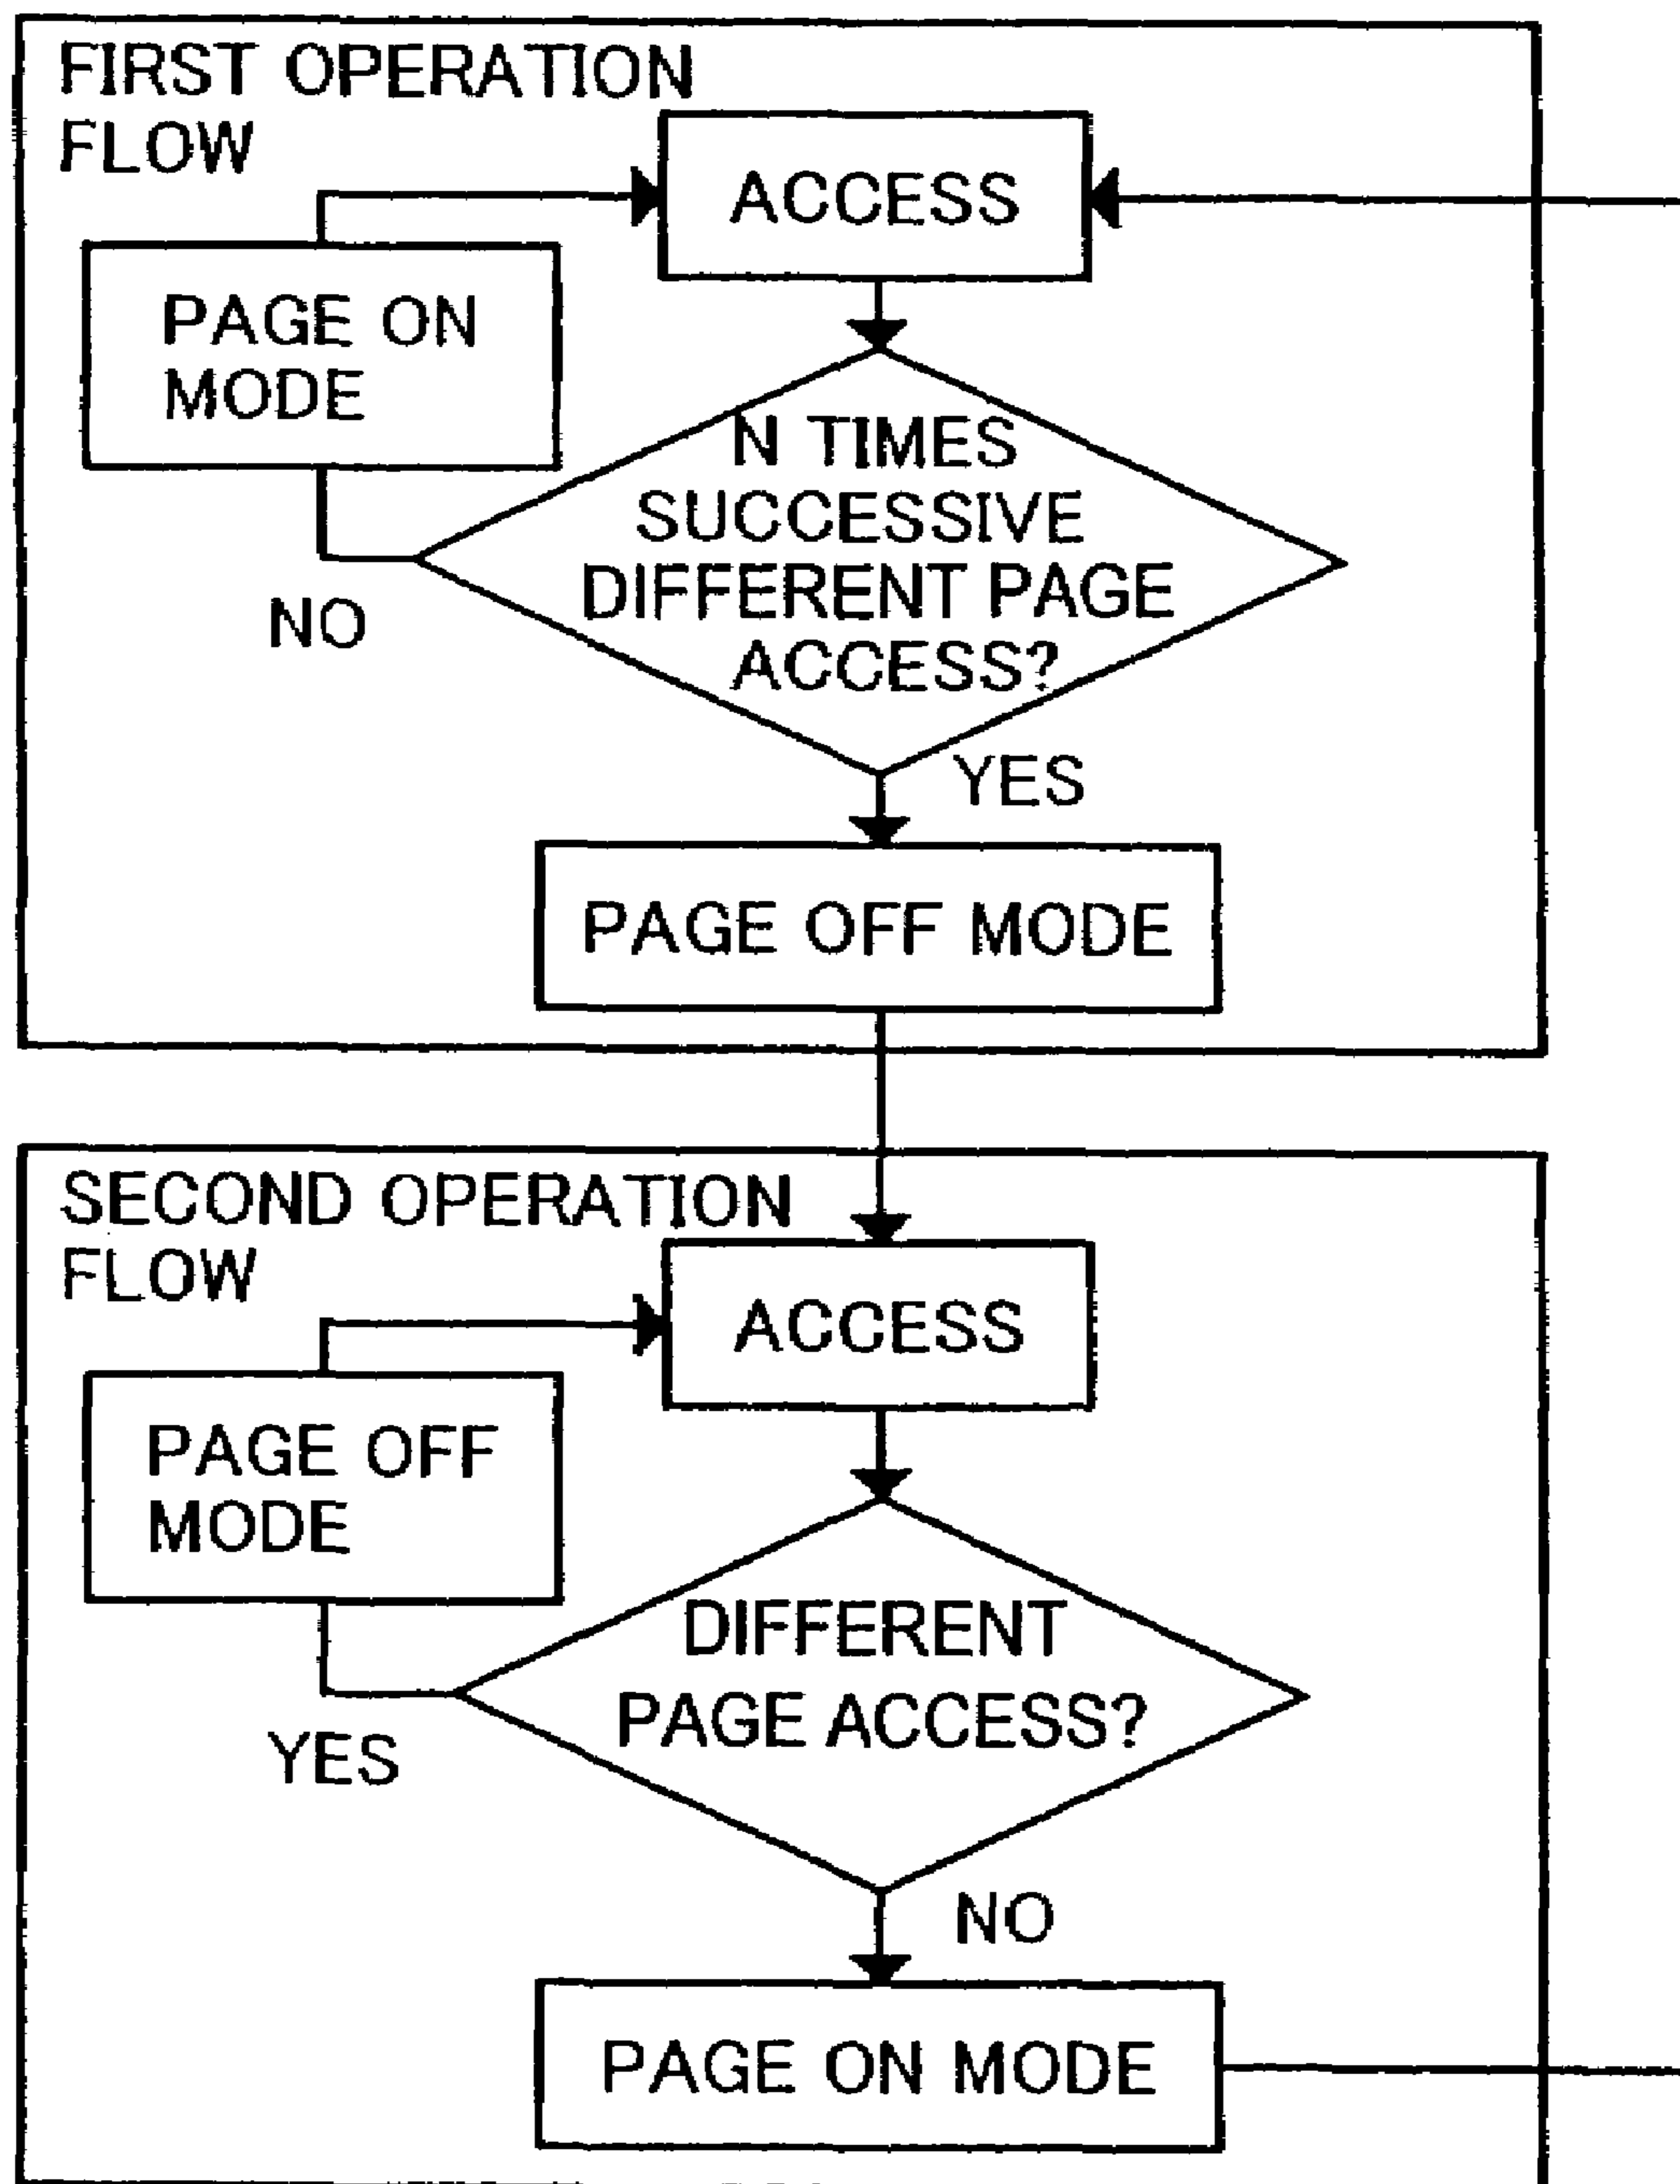 FIRST OPERATION
FLOW
ACCESS
PAGE ON
MODE
N TIMES
SUCCESSIVE
DIFFERENT PAGE
ACCESS?
NO
YES
PAGE OFF MODE
SECOND OPERATION
FLOW
ACCESS
PAGE OFF
MODE
DIFFERENT
PAGE ACCESS?
YES
NO
PAGE ON MODE